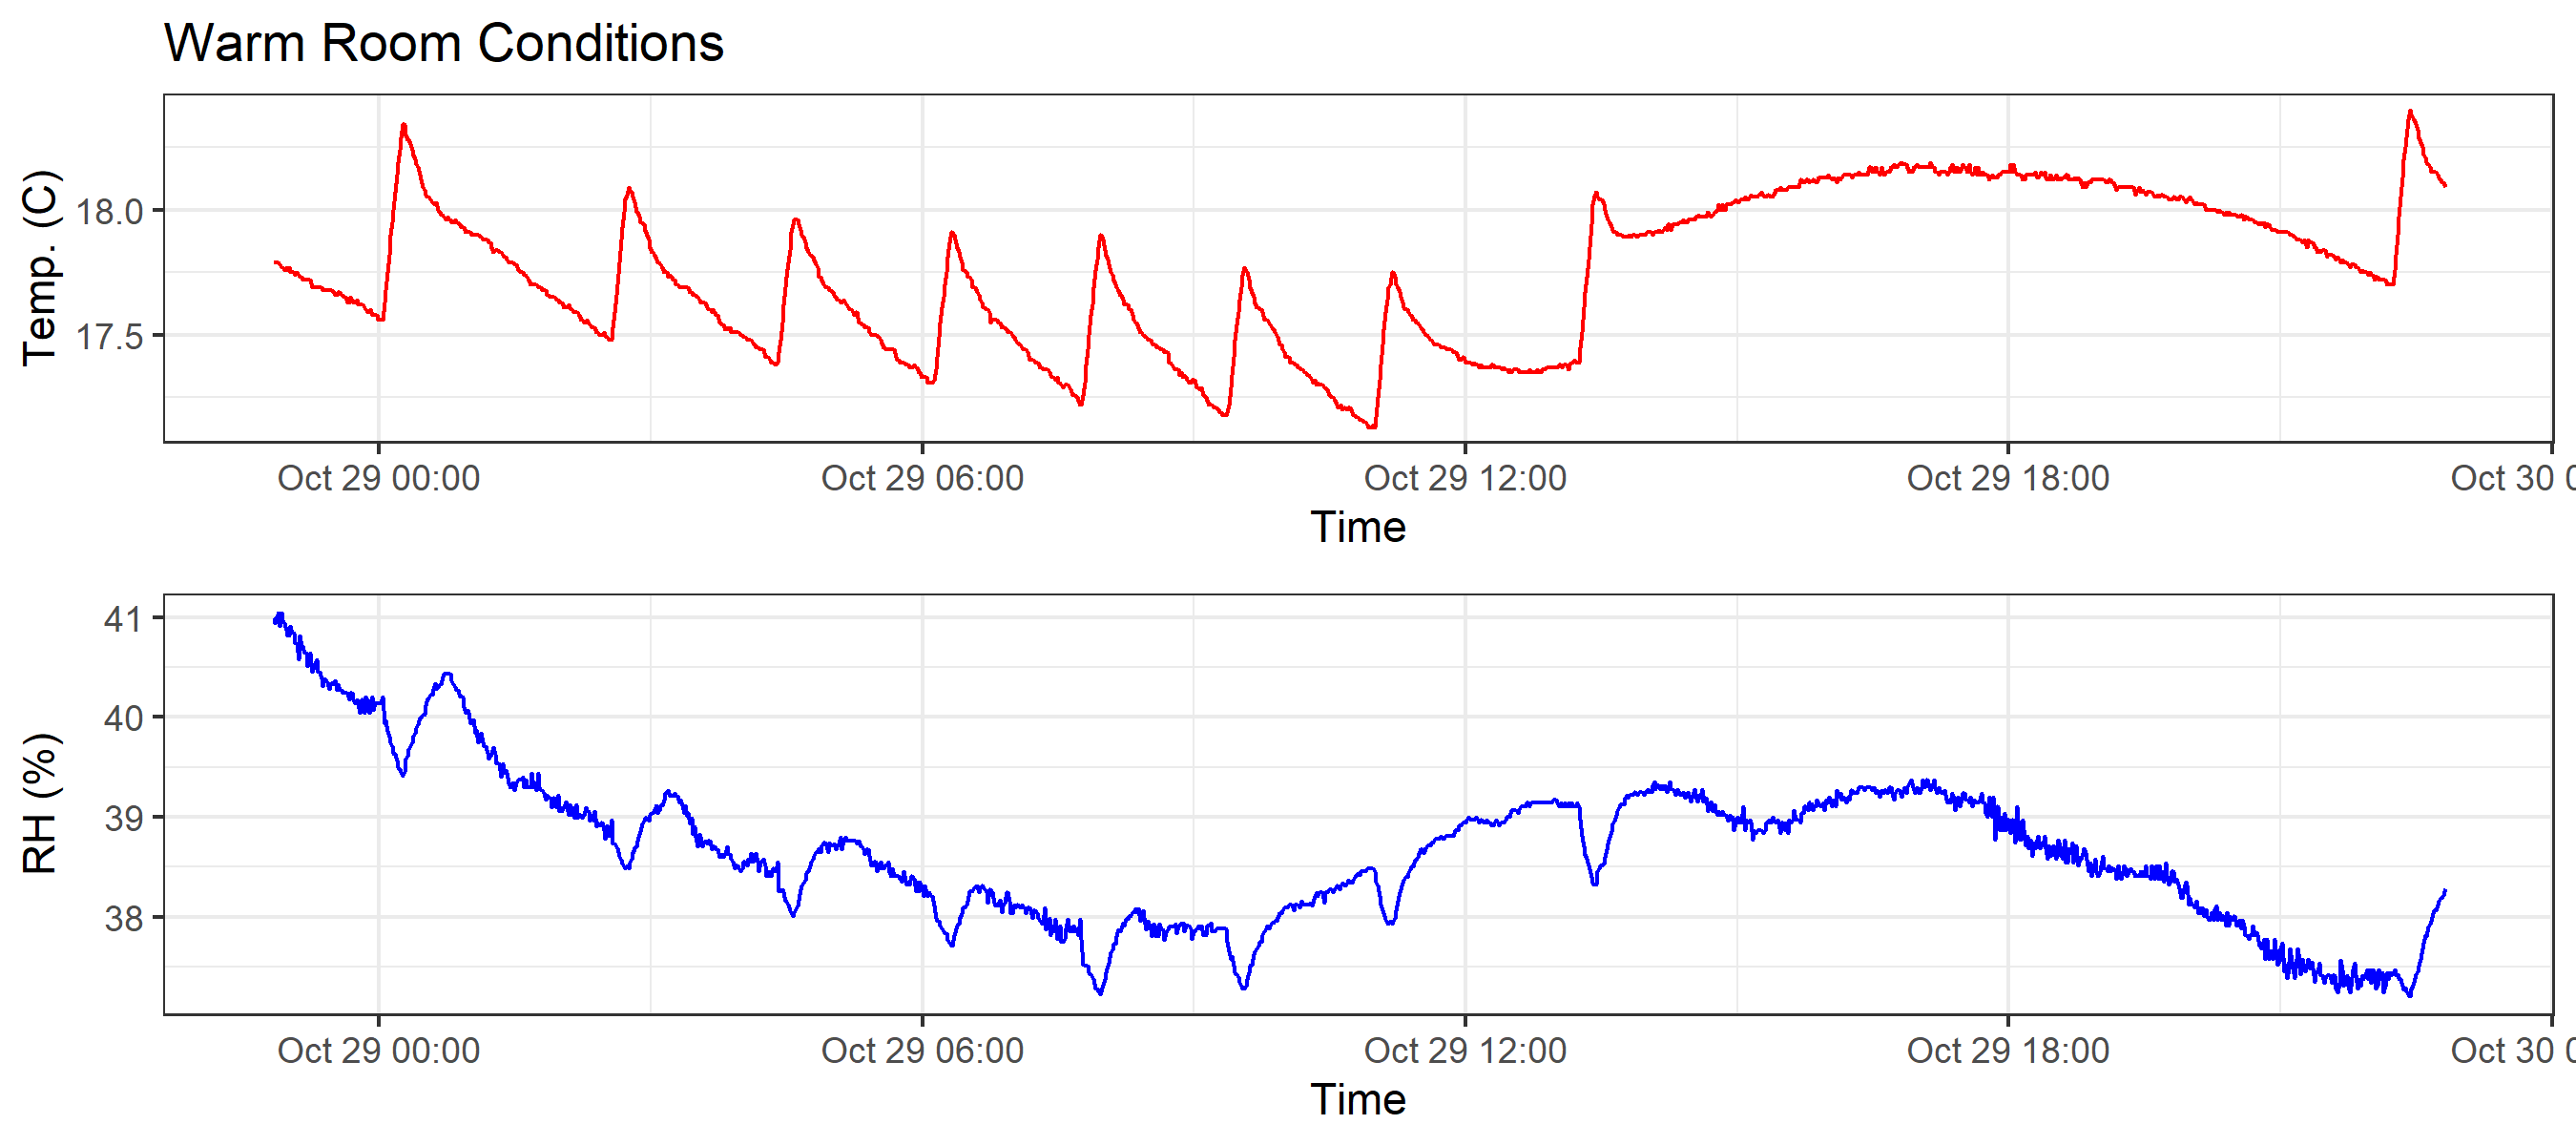 Warm Room Conditions
Temp. (C)
18.0
17.5
Oct 29 00:00 Oct 29 06:00 Oct 29 12:00 Oct 29 18:00 Oct 30 0
Time
RH (%)
41
40
39
38
Oct 29 00:00 Oct 29 06:00 Oct 29 12:00 Oct 29 18:00 Oct 30 0
Time